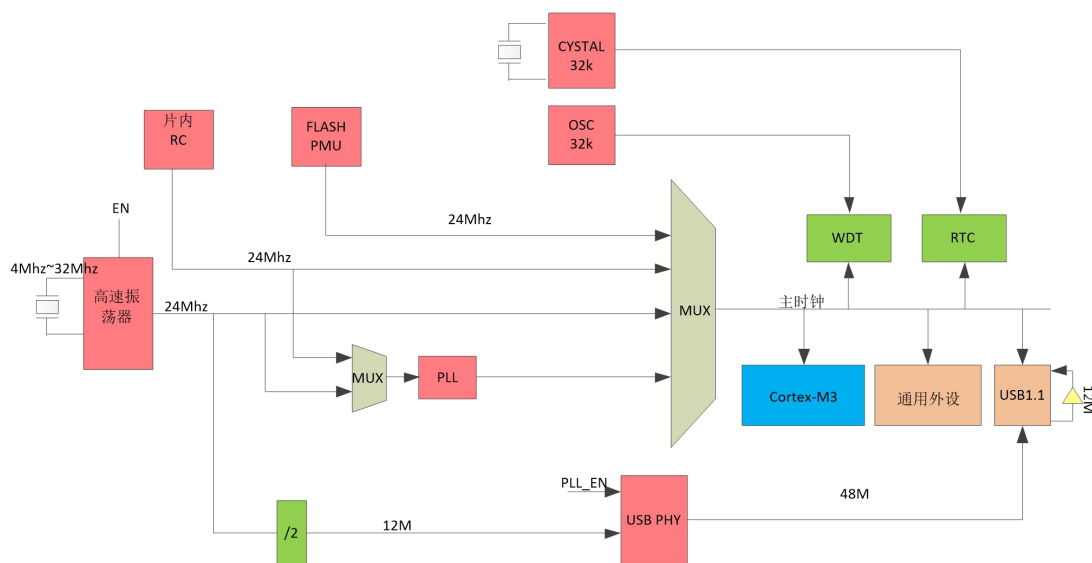 CYSTAL
32k
片内
RC
FLASH
PMU
OSC
32k
EN
24Mhz
WDT
RTC
4Mhz~32Mhz
24Mhz
高速振
荡器
24Mhz
MUX
主时钟
MUX
PLL
Cortex-M3
通用外设
USB1.1
12M
PLL_EN
48M
/2
12M
USB PHY